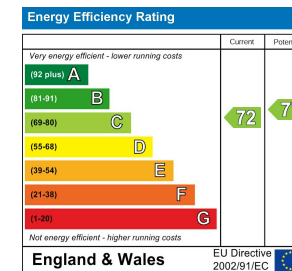 Energy Efficiency Rating
Current
Very energy efficient - lower running costs
(92 plus) A
(81-91) B
(69-80) C
72
(55-68) D
(39-54) E
(21-38) F
(1-20) G
Not energy efficient - higher running costs
England & Wales
EU Directive
2002/91/EC